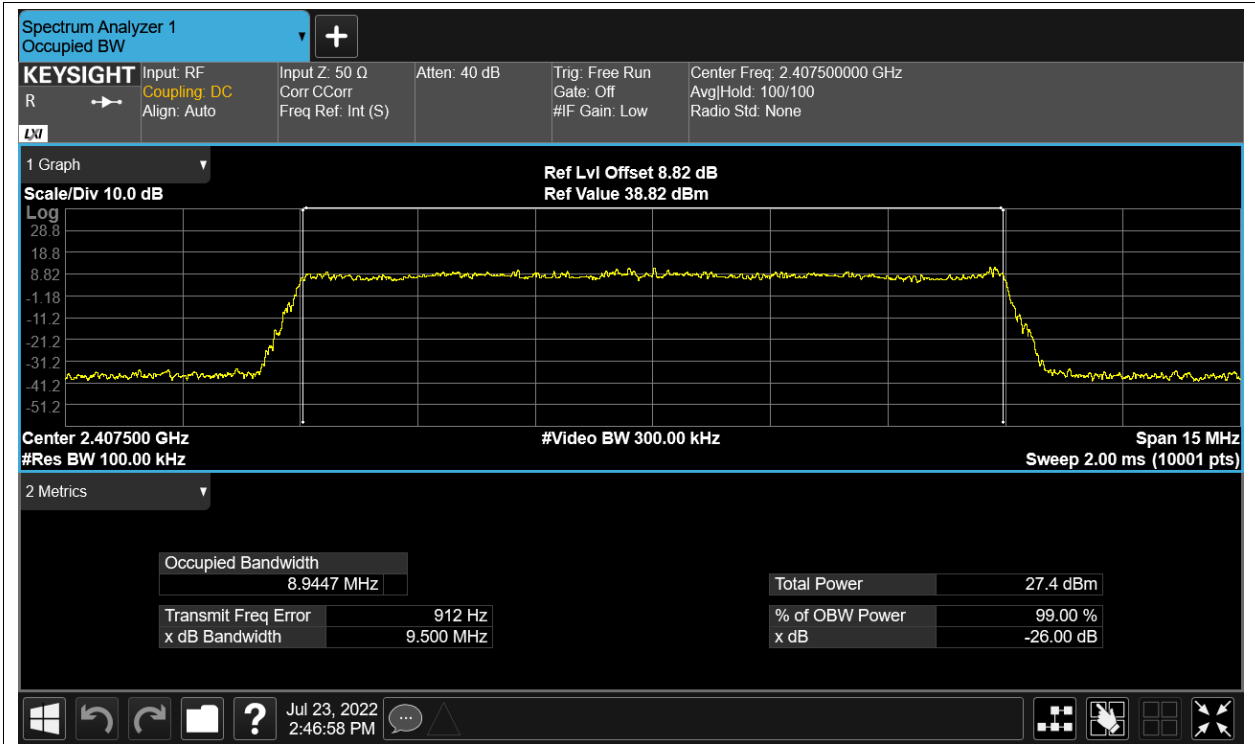 Spectrum Analyzer 1
Occupied BW
KEYSIGHT
R
LXI
Input: RF
Coupling: DC
Align: Auto
Input Z: 50 Ω
Corr CCorr
Freq Ref: Int (S)
Atten: 40 dB
Trig: Free Run
Gate: Off
#IF Gain: Low
Center Freq: 2.407500000 GHz
Avg|Hold: 100/100
Radio Std: None
1 Graph
Scale/Div 10.0 dB
Ref Lvl Offset 8.82 dB
Ref Value 38.82 dBm
Log
28.8
18.8
8.82
-1.18
-11.2
-21.2
-31.2
-41.2
-51.2
Center 2.407500 GHz
#Res BW 100.00 kHz
#Video BW 300.00 kHz
Span 15 MHz
Sweep 2.00 ms (10001 pts)
2 Metrics
Occupied Bandwidth
8.9447 MHz
Transmit Freq Error 912 Hz
x dB Bandwidth 9.500 MHz
Total Power 27.4 dBm
% of OBW Power 99.00 %
x dB -26.00 dB
?
Jul 23, 2022
2:46:58 PM